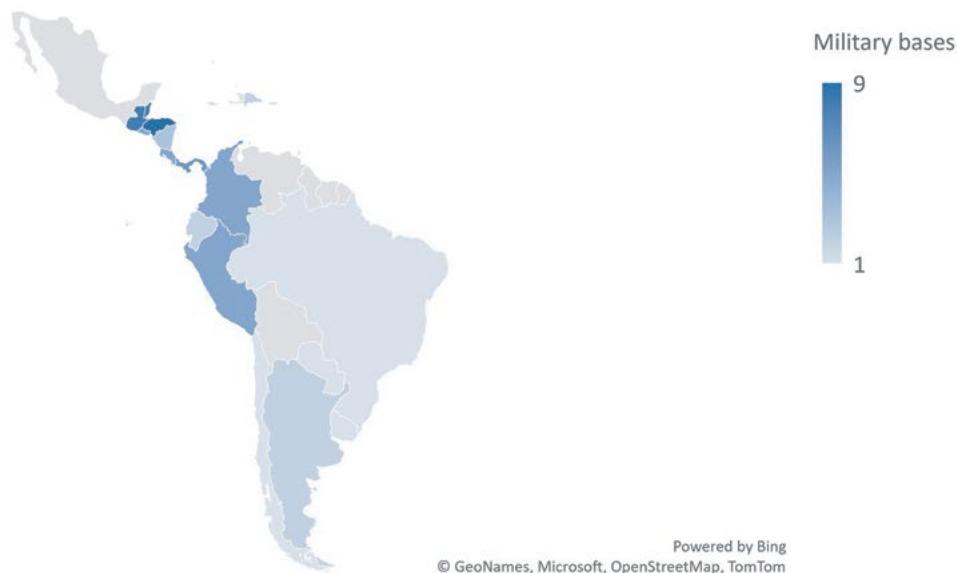 Military bases
9
1
Powered by Bing
© GeoNames, Microsoft, OpenStreetMap, TomTom